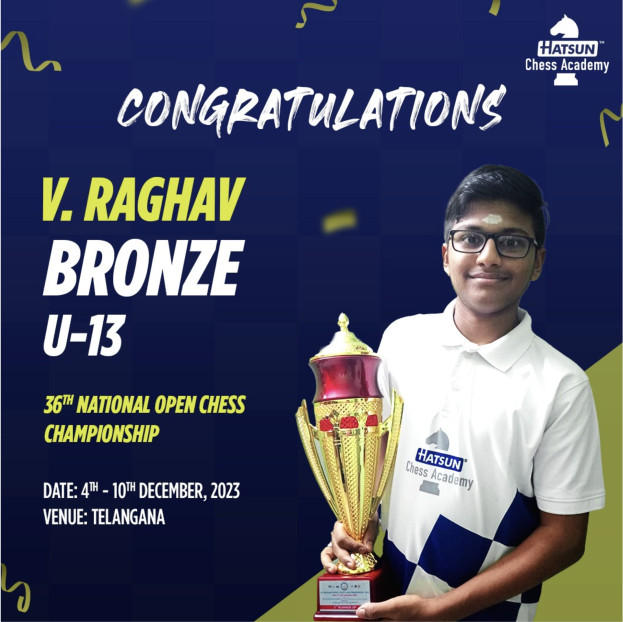 HATSUN™
Chess Academy
CONGRATULATIONS
V. RAGHAV
BRONZE
U-13
36TH NATIONAL OPEN CHESS
CHAMPIONSHIP
DATE: 4TH - 10TH DECEMBER, 2023
VENUE: TELANGANA
HATSUN®
Chess Academy